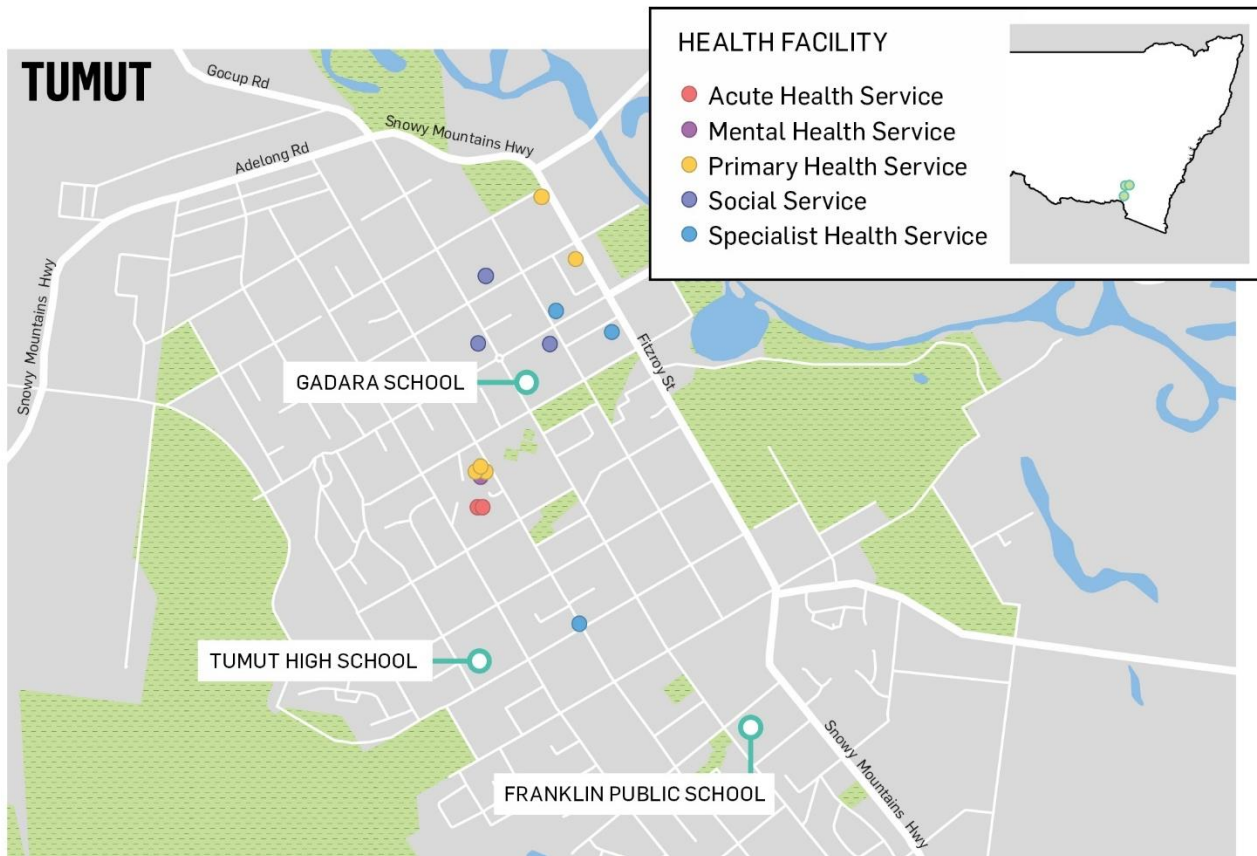 TUMUT
HEALTH FACILITY
Acute Health Service
Mental Health Service
Primary Health Service
Social Service
Specialist Health Service
Gocup Rd
Snowy Mountains Hwy
Adelong Rd
Snowy Mountains Hwy
Fitzroy St
GADARA SCHOOL
TUMUT HIGH SCHOOL
FRANKLIN PUBLIC SCHOOL
Snowy Mountains Hwy